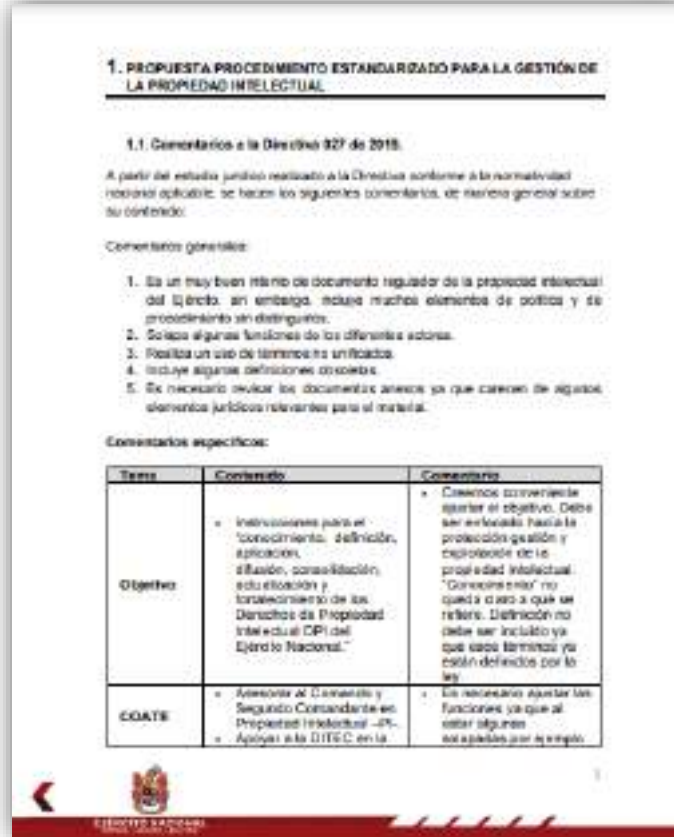 1. PROPUESTA PROCEDIMIENTO ESTANDARIZADO PARA LA GESTIÓN DE
LA PROPIEDAD INTELECTUAL
1.1. Comentarios a la Directiva 027 de 2019.
A partir del estudio jurídico realizado a la Directiva conforme a la normatividad
nacional aplicable, se hacen los siguientes comentarios, de manera general sobre
su contenido:
Comentarios generales:
1. Es un muy buen intento de documento regulador de la propiedad intelectual
del Ejército, sin embargo, incluye muchos elementos de política y de
procedimiento sin distinguirlos.
2. Solapa algunas funciones de los diferentes actores.
3. Realiza un uso de términos no unificados.
4. Incluye algunas definiciones obsoletas.
5. Es necesario revisar los documentos anexos ya que carecen de algunos
elementos jurídicos relevantes para el material.
Comentarios específicos:
Tema Contenido Comentario
Objetivo
• Instrucciones para el
"conocimiento, definición,
aplicación,
difusión, consolidación,
actualización y
fortalecimiento de los
Derechos de Propiedad
Intelectual DPI del
Ejército Nacional."
• Creemos conveniente
ajustar el objetivo. Debe
ser enfocado hacia la
protección gestión y
explotación de la
propiedad intelectual.
"Conocimiento" no
queda claro a qué se
refiere. Definición no
debe ser incluido ya
que esos términos ya
están definidos por la
ley.
COATE
• Asesorar al Comando y
Segundo Comandante en
Propiedad Intelectual –PI-.
• Apoyar a la DITEC en la
• Es necesario ajustar las
funciones ya que al
estar algunas
solapadas por ejemplo
1
EJÉRCITO NACIONAL